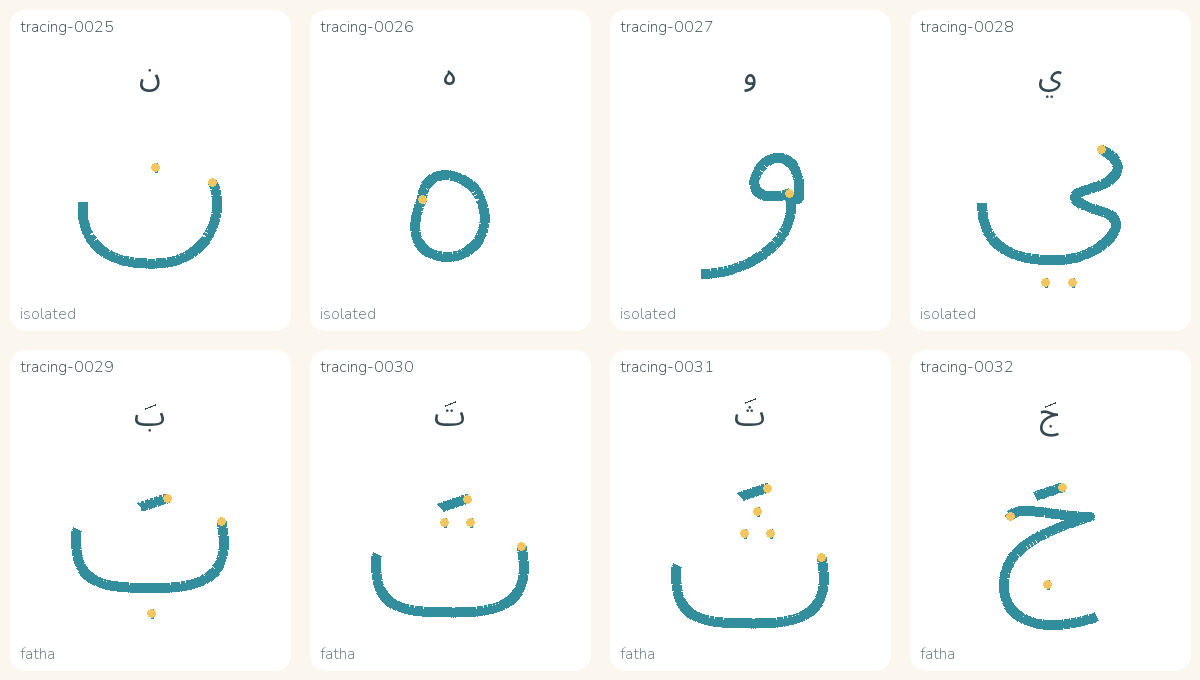 tracing-0025
ن
isolated
tracing-0026
ه
isolated
tracing-0027
و
isolated
tracing-0028
ي
isolated
tracing-0029
بَ
fatha
tracing-0030
تَ
fatha
tracing-0031
ثَ
fatha
tracing-0032
جَ
fatha